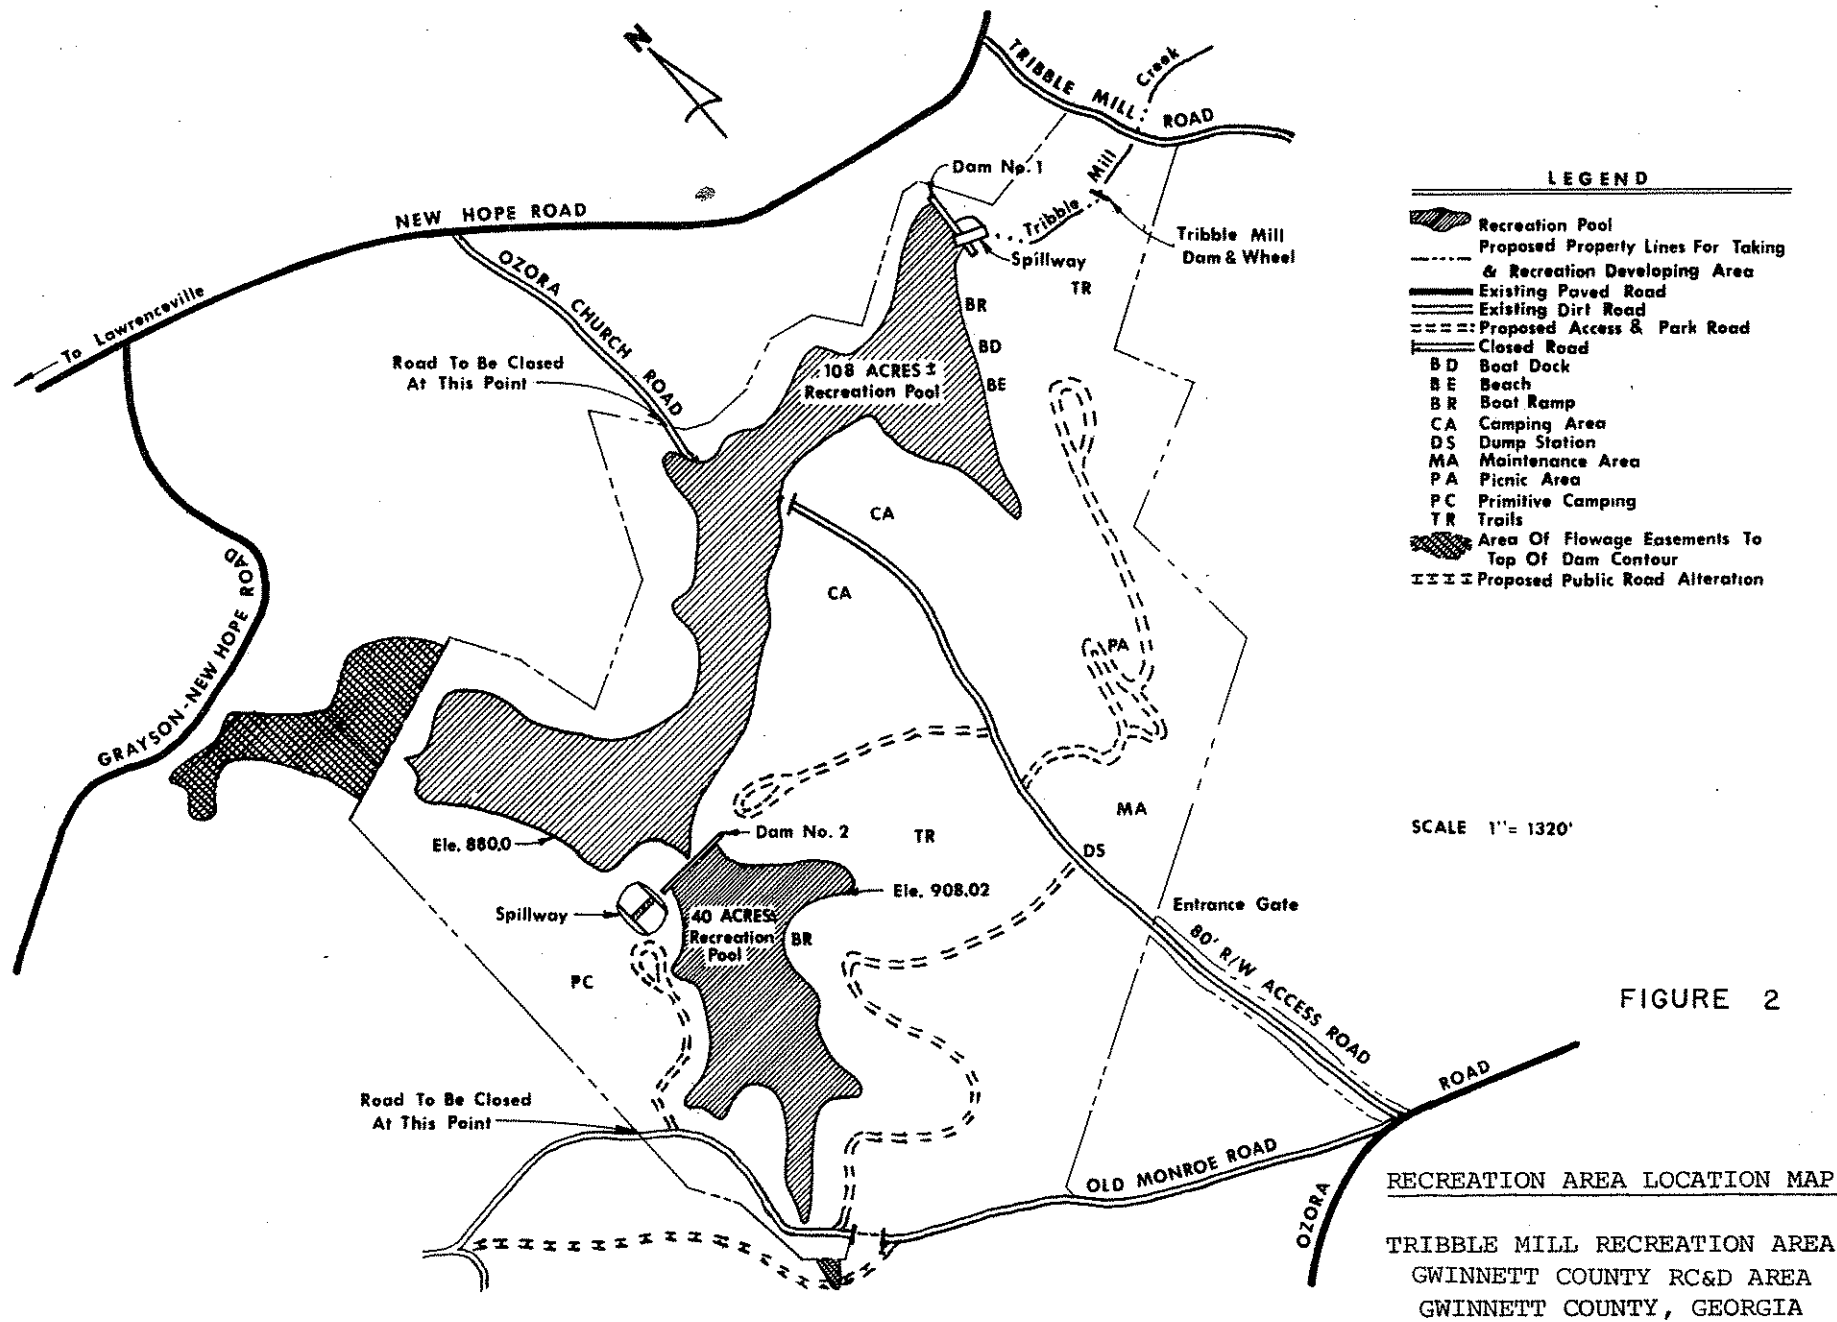 N
TRIBBLE MILL ROAD
Creek
Mill
Tribble
Dam No. 1
NEW HOPE ROAD
Tribble Mill
Dam & Wheel
Spillway
TR
OZORA CHURCH ROAD
To Lawrenceville
BR
BD
BE
Road To Be Closed
At This Point
108 ACRES ±
Recreation Pool
CA
CA
GRAYSON-NEW HOPE ROAD
PA
MA
Dam No. 2
TR
Ele. 880.0
DS
Ele. 908.02
Entrance Gate
Spillway
40 ACRES±
Recreation
Pool
BR
80' R/W ACCESS ROAD
PC
Road To Be Closed
At This Point
OLD MONROE ROAD
OZORA ROAD
LEGEND
Recreation Pool
Proposed Property Lines For Taking
& Recreation Developing Area
Existing Paved Road
Existing Dirt Road
Proposed Access & Park Road
Closed Road
BD Boat Dock
BE Beach
BR Boat Ramp
CA Camping Area
DS Dump Station
MA Maintenance Area
PA Picnic Area
PC Primitive Camping
TR Trails
Area Of Flowage Easements To
Top Of Dam Contour
Proposed Public Road Alteration
SCALE 1"= 1320'
FIGURE 2
RECREATION AREA LOCATION MAP
TRIBBLE MILL RECREATION AREA
GWINNETT COUNTY RC&D AREA
GWINNETT COUNTY, GEORGIA